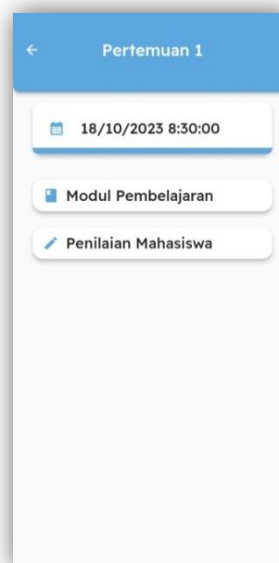 Pertemuan 1
18/10/2023 8:30:00
Modul Pembelajaran
Penilaian Mahasiswa